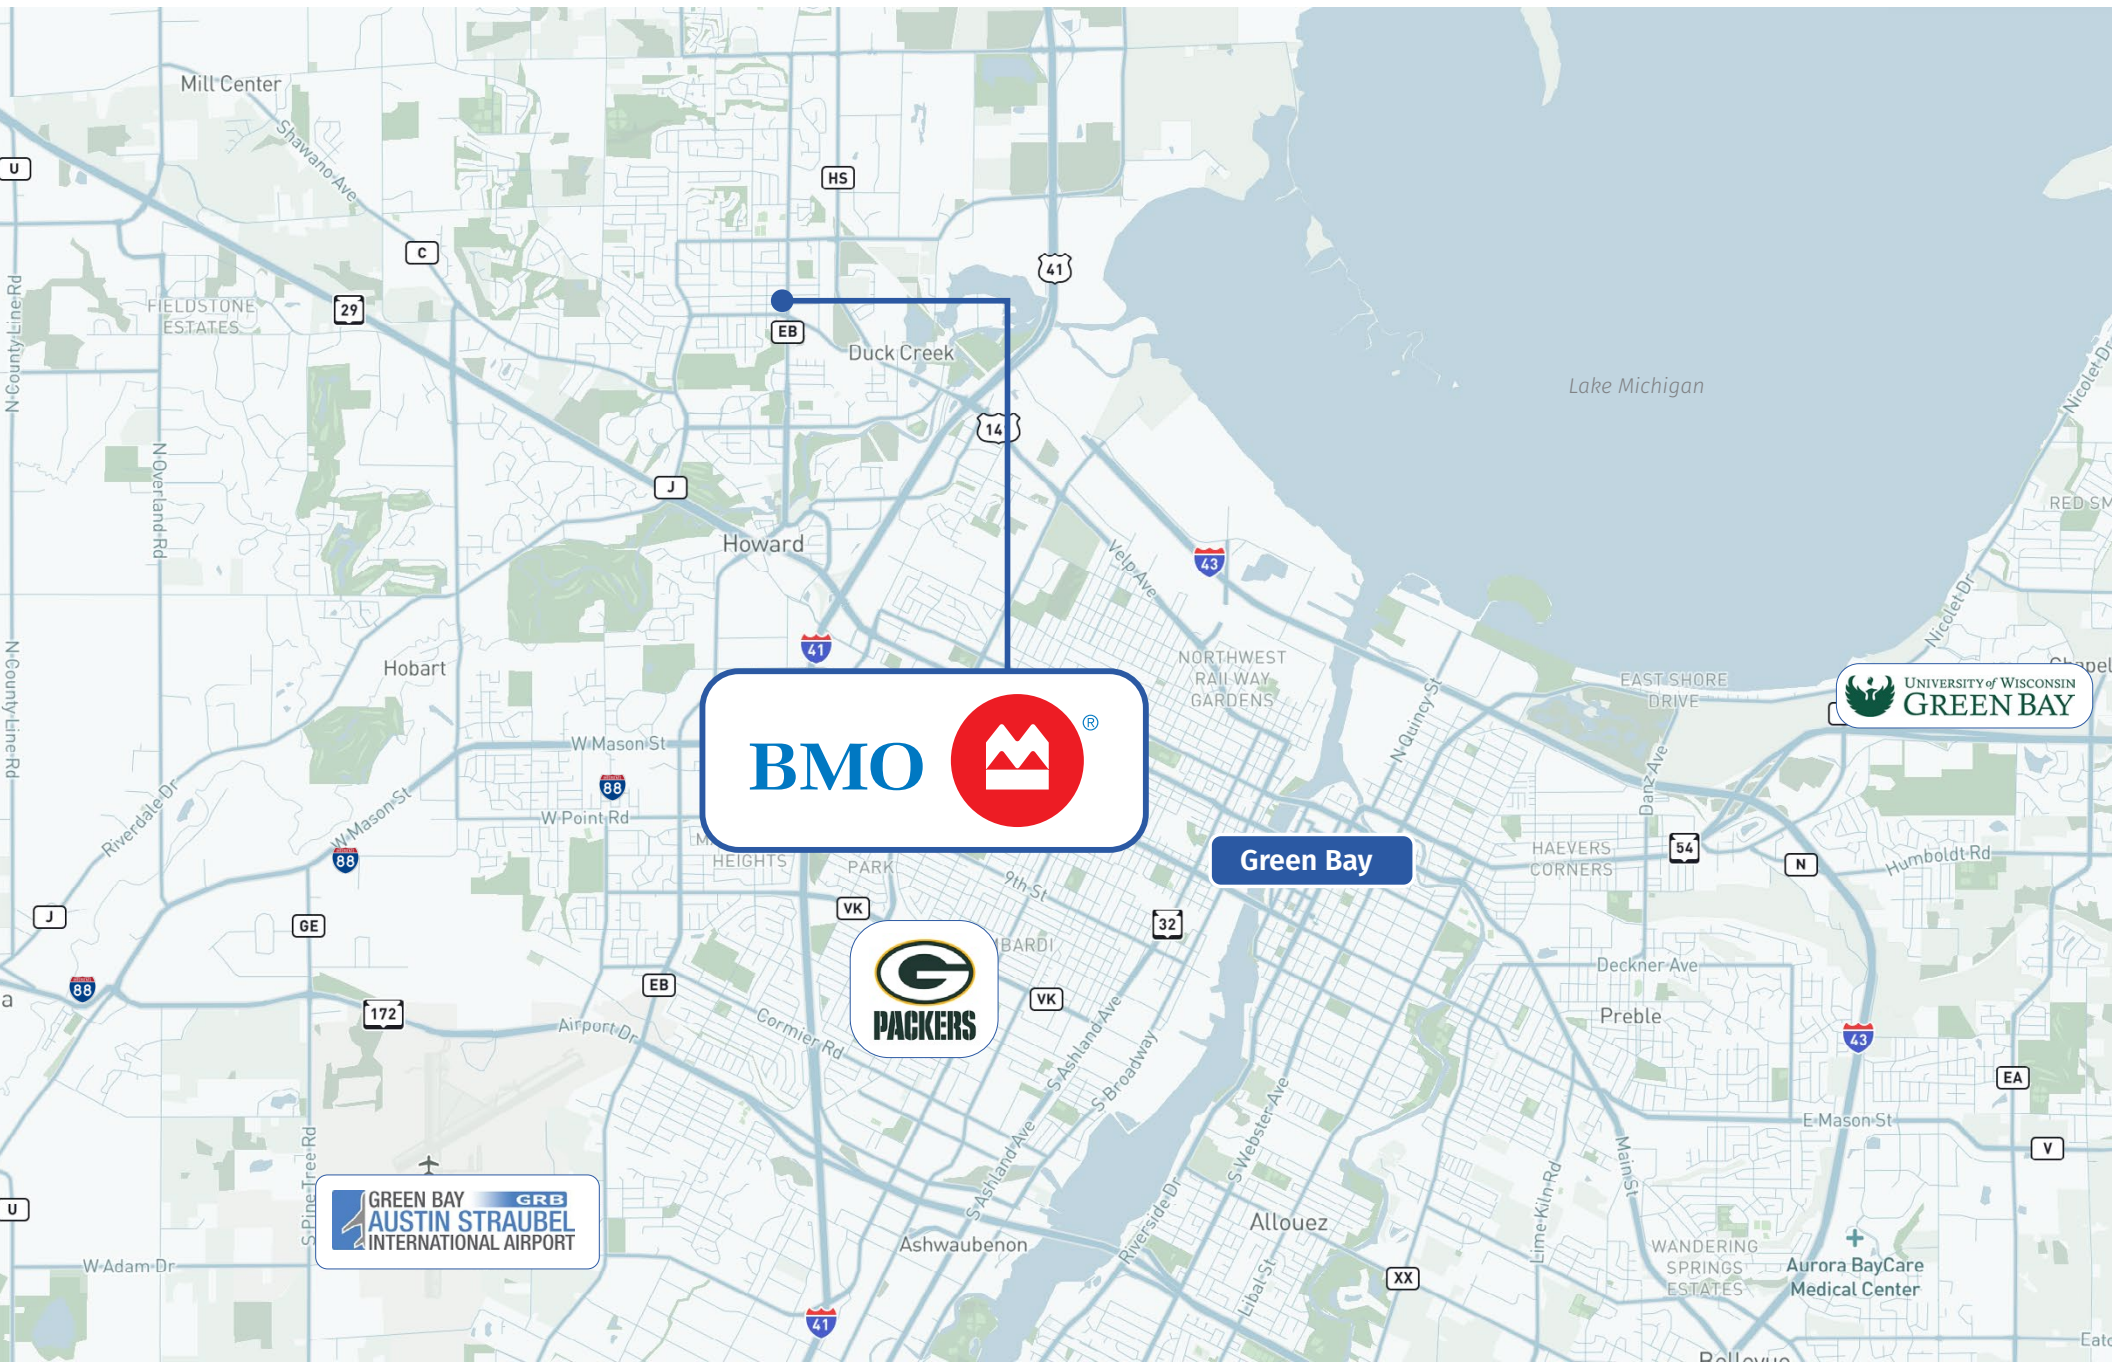 Mill Center
Shawano Ave
U
HS
C
41
N County Line Rd
FIELDSTONE
ESTATES
29
EB
Duck Creek
Lake Michigan
Nicolet Dr
14
N Overland Rd
J
RED SM
Howard
Velp Ave
43
Nicolet Dr
N County Line Rd
Hobart
41
NORTHWEST
RAILWAY
GARDENS
N Quincy St
EAST SHORE
DRIVE
UNIVERSITY of WISCONSIN
GREEN BAY
W Mason St
BMO
®
88
Riverdale Dr
W Mason St
W Point Rd
Danz Ave
88
HEIGHTS
PARK
Green Bay
HAEVERS
CORNERS
54
N
Humboldt Rd
9th St
J
GE
VK
32
G
PACKERS
Deckner Ave
88
172
EB
VK
Airport Dr
Cormier Rd
S Ashland Ave
S Broadway
Preble
43
EA
S Pine Tree Rd
S Ashland Ave
S Webster Ave
Main St
E Mason St
V
U
GREEN BAY GRB
AUSTIN STRAUBEL
INTERNATIONAL AIRPORT
W Adam Dr
Ashwaubenon
Riverside Dr
Allouez
Libal St
Lime Kiln Rd
XX
WANDERING
SPRINGS
ESTATES
Aurora BayCare
Medical Center
41
Bellevue